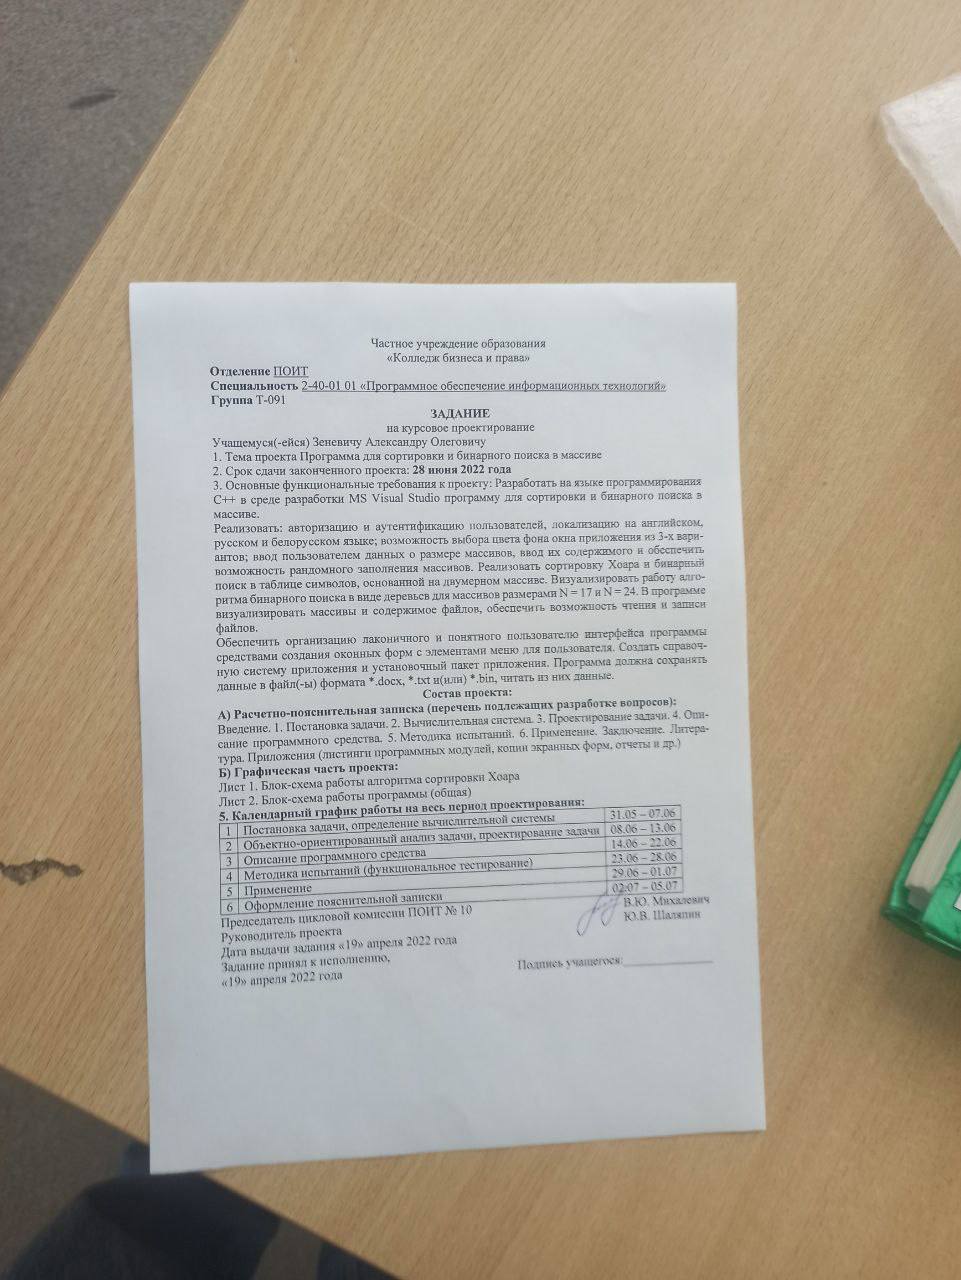 Частное учреждение образования
«Колледж бизнеса и права»
Отделение ПОИТ
Специальность 2-40-01 01 «Программное обеспечение информационных технологий»
Группа Т-091
ЗАДАНИЕ
на курсовое проектирование
Учащемуся(-ейся) Зеневичу Александру Олеговичу
1. Тема проекта Программа для сортировки и бинарного поиска в массиве
2. Срок сдачи законченного проекта: 28 июня 2022 года
3. Основные функциональные требования к проекту: Разработать на языке программирования
С++ в среде разработки MS Visual Studio программу для сортировки и бинарного поиска в
массиве.
Реализовать: авторизацию и аутентификацию пользователей, локализацию на английском,
русском и белорусском языке; возможность выбора цвета фона окна приложения из 3-х вари-
антов; ввод пользователем данных о размере массивов, ввод их содержимого и обеспечить
возможность рандомного заполнения массивов. Реализовать сортировку Хоара и бинарный
поиск в таблице символов, основанной на двумерном массиве. Визуализировать работу алго-
ритма бинарного поиска в виде деревьев для массивов размерами N = 17 и N = 24. В программе
визуализировать массивы и содержимое файлов, обеспечить возможность чтения и записи
файлов.
Обеспечить организацию лаконичного и понятного пользователю интерфейса программы
средствами создания оконных форм с элементами меню для пользователя. Создать справоч-
ную систему приложения и установочный пакет приложения. Программа должна сохранять
данные в файл(-ы) формата *.docx, *.txt и(или) *.bin, читать из них данные.
Состав проекта:
А) Расчетно-пояснительная записка (перечень подлежащих разработке вопросов):
Введение. 1. Постановка задачи. 2. Вычислительная система. 3. Проектирование задачи. 4. Опи-
сание программного средства. 5. Методика испытаний. 6. Применение. Заключение. Литера-
тура. Приложения (листинги программных модулей, копии экранных форм, отчеты и др.)
Б) Графическая часть проекта:
Лист 1. Блок-схема работы алгоритма сортировки Хоара
Лист 2. Блок-схема работы программы (общая)
5. Календарный график работы на весь период проектирования:
1 Постановка задачи, определение вычислительной системы 31.05 – 07.06
2 Объектно-ориентированный анализ задачи, проектирование задачи 08.06 – 13.06
3 Описание программного средства 14.06 – 22.06
4 Методика испытаний (функциональное тестирование) 23.06 – 28.06
5 Применение 29.06 – 01.07
6 Оформление пояснительной записки 02.07 – 05.07
Председатель цикловой комиссии ПОИТ № 10 В.Ю. Михалевич
Руководитель проекта Ю.В. Шаляпин
Дата выдачи задания «19» апреля 2022 года
Задание принял к исполнению,
«19» апреля 2022 года Подпись учащегося: